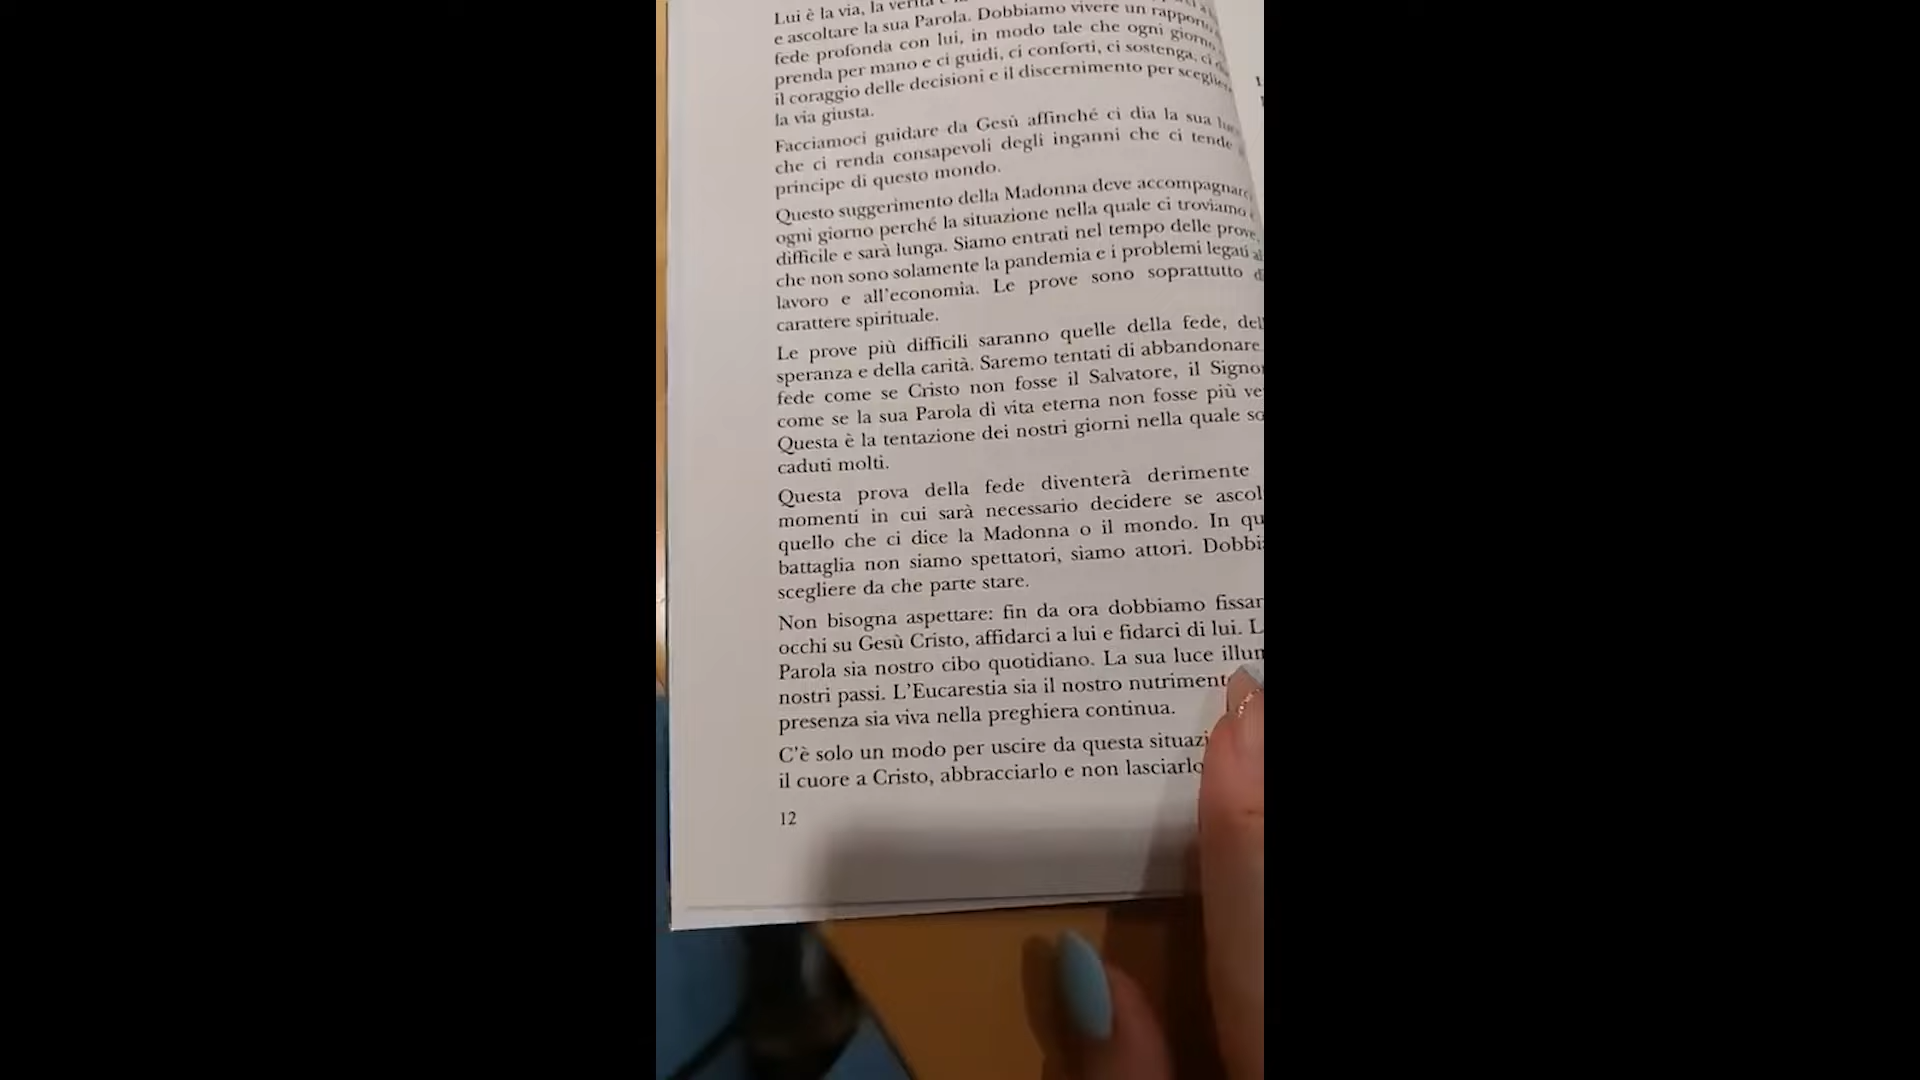 Lui è la via, la verità
e ascoltare la sua Parola. Dobbiamo vivere un rapporto
fede profonda con lui, in modo tale che ogni giorno
prenda per mano e ci guidi, ci conforti, ci sostenga, ci
il coraggio delle decisioni e il discernimento per scegliere
la via giusta.
Facciamoci guidare da Gesù affinché ci dia la sua
che ci renda consapevoli degli inganni che ci tende
principe di questo mondo.
Questo suggerimento della Madonna deve accompagnarci
ogni giorno perché la situazione nella quale ci troviamo
difficile e sarà lunga. Siamo entrati nel tempo delle prove,
che non sono solamente la pandemia e i problemi legati al
lavoro e all'economia. Le prove sono soprattutto
carattere spirituale.
Le prove più difficili saranno quelle della fede,
speranza e della carità. Saremo tentati di abbandonare
fede come se Cristo non fosse il Salvatore, il
come se la sua Parola di vita eterna non fosse più
Questa è la tentazione dei nostri giorni nella quale
caduti molti.
Questa prova della fede diventerà derimente
momenti in cui sarà necessario decidere se
quello che ci dice la Madonna o il mondo. In
battaglia non siamo spettatori, siamo attori.
scegliere da che parte stare.
Non bisogna aspettare: fin da ora dobbiamo
occhi su Gesù Cristo, affidarci a lui e fidarci di lui.
Parola sia nostro cibo quotidiano. La sua luce
nostri passi. L'Eucarestia sia il nostro
presenza sia viva nella preghiera continua.
C'è solo un modo per uscire da questa
il cuore a Cristo, abbracciarlo e non lasciarlo
12